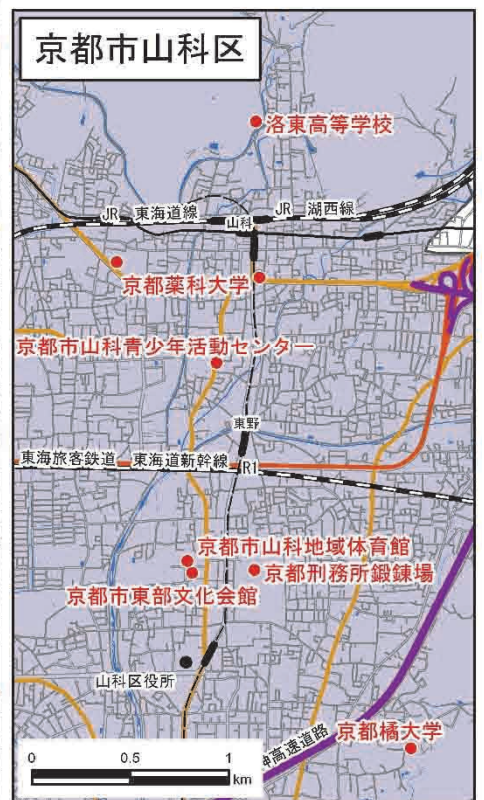 京都市山科区
洛東高等学校
JR 東海道線
山科
JR 湖西線
京都薬科大学
京都市山科青少年活動センター
東野
東海旅客鉄道 東海道新幹線
R1
京都市山科地域体育館
京都刑務所鍛錬場
京都市東部文化会館
山科区役所
京都橘大学
神高速道路
0 0.5 1
km